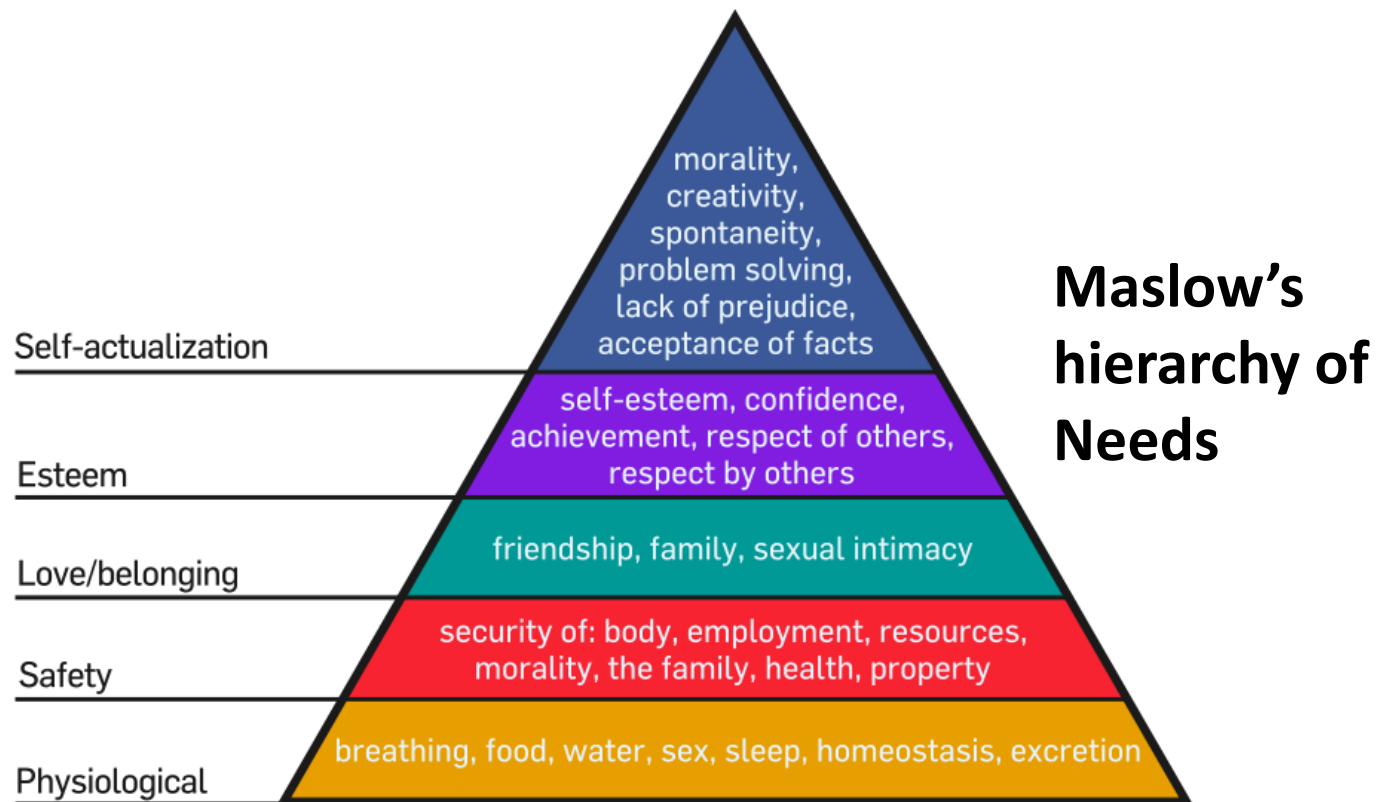 morality,
creativity,
spontaneity,
problem solving,
lack of prejudice,
acceptance of facts
Self-actualization
self-esteem, confidence,
achievement, respect of others,
respect by others
Esteem
friendship, family, sexual intimacy
Love/belonging
security of: body, employment, resources,
morality, the family, health, property
Safety
breathing, food, water, sex, sleep, homeostasis, excretion
Physiological
Maslow’s
hierarchy of
Needs